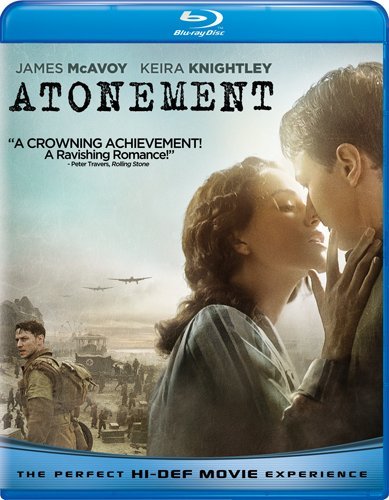 Blu-ray Disc
JAMES McAVOY KEIRA KNIGHTLEY
ATONEMENT
“A CROWNING ACHIEVEMENT!
A Ravishing Romance!”
- Peter Travers, Rolling Stone
THE PERFECT HI-DEF MOVIE EXPERIENCE